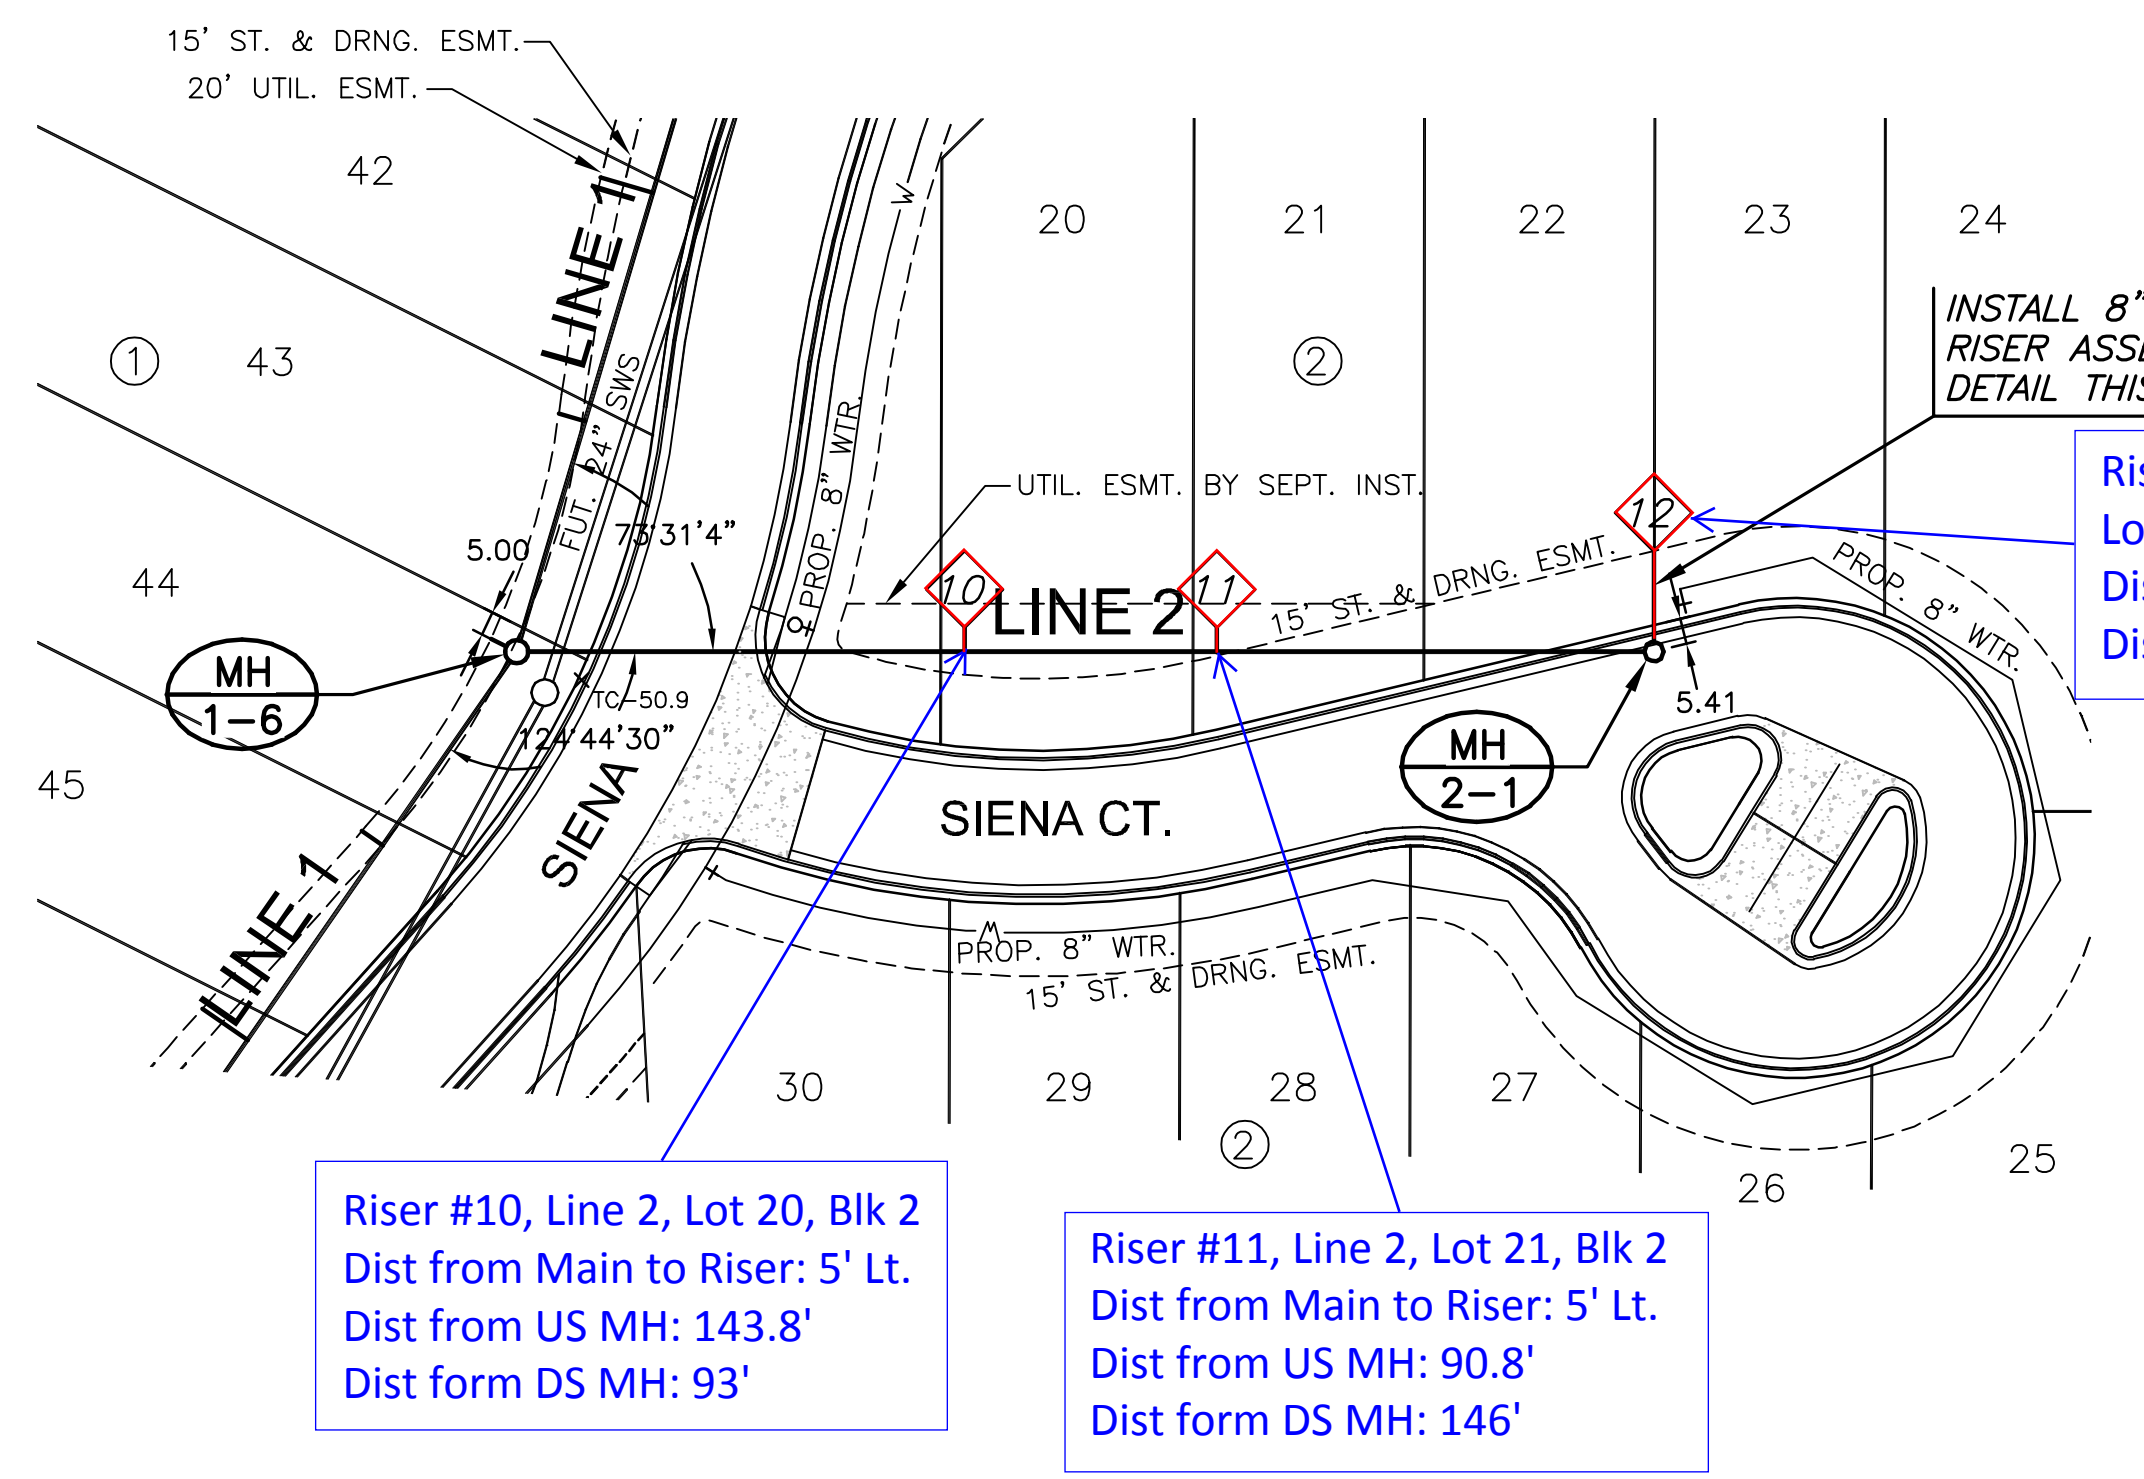 15' ST. & DRNG. ESMT.
20' UTIL. ESMT.
42
LINE 1
W
20
21
22
23
24
INSTALL 8"
RISER ASSE
DETAIL THIS
1
43
2
FUT. 24" SWS
PROP. 8" WTR.
UTIL. ESMT. BY SEPT. INST.
Ris
Lo
Dis
Dis
12
5.00
73°31'4"
44
10
LINE 2
11
15' ST. & DRNG. ESMT.
PROP. 8" WTR.
MH
1-6
TC-50.9
124°44'30"
5.41
MH
2-1
45
SIENA
SIENA CT.
LINE 1
W
PROP. 8" WTR.
15' ST. & DRNG. ESMT.
30
29
28
27
2
26
25
Riser #10, Line 2, Lot 20, Blk 2
Dist from Main to Riser: 5' Lt.
Dist from US MH: 143.8'
Dist form DS MH: 93'
Riser #11, Line 2, Lot 21, Blk 2
Dist from Main to Riser: 5' Lt.
Dist from US MH: 90.8'
Dist form DS MH: 146'